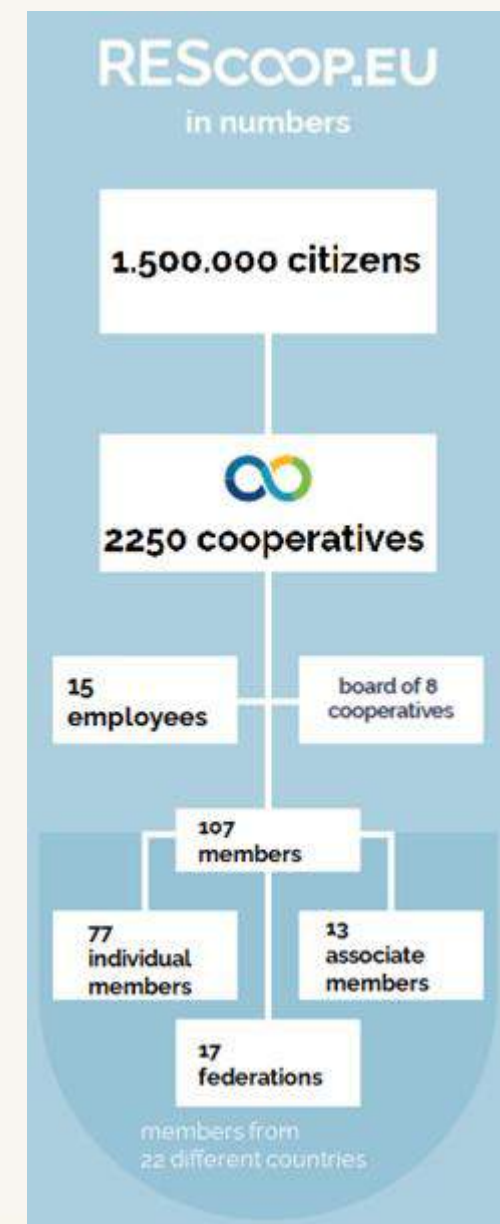 REScoop.eu
in numbers
1.500.000 citizens
2250 cooperatives
15
employees
board of 8
cooperatives
107
members
77
individual
members
13
associate
members
17
federations
members from
22 different countries